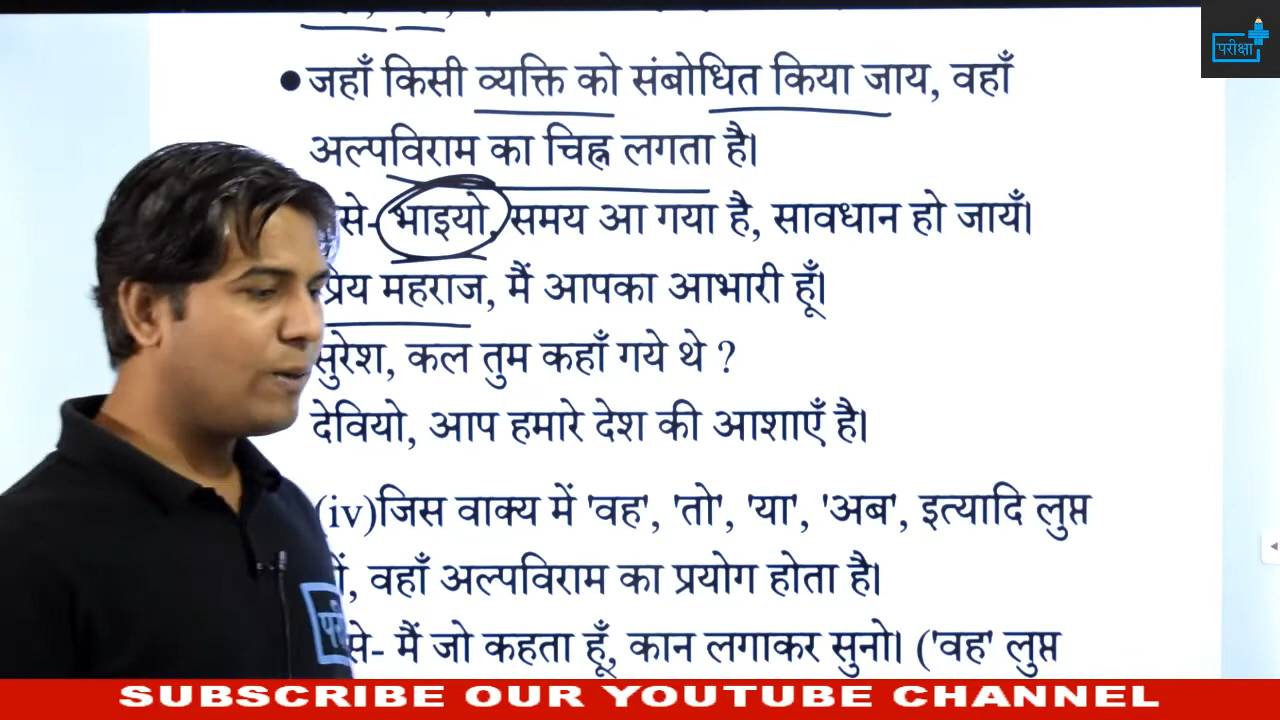 परीक्षा
● जहाँ किसी व्यक्ति को संबोधित किया जाय, वहाँ
अल्पविराम का चिह्न लगता है।
से- भाइयो, समय आ गया है, सावधान हो जायँ।
प्रिय महराज, मैं आपका आभारी हूँ।
सुरेश, कल तुम कहाँ गये थे ?
देवियो, आप हमारे देश की आशाएँ है।
(iv)जिस वाक्य में 'वह', 'तो', 'या', 'अब', इत्यादि लुप्त
वहाँ अल्पविराम का प्रयोग होता है।
से- मैं जो कहता हूँ, कान लगाकर सुनो। ('वह' लुप्त
SUBSCRIBE OUR YOUTUBE CHANNEL